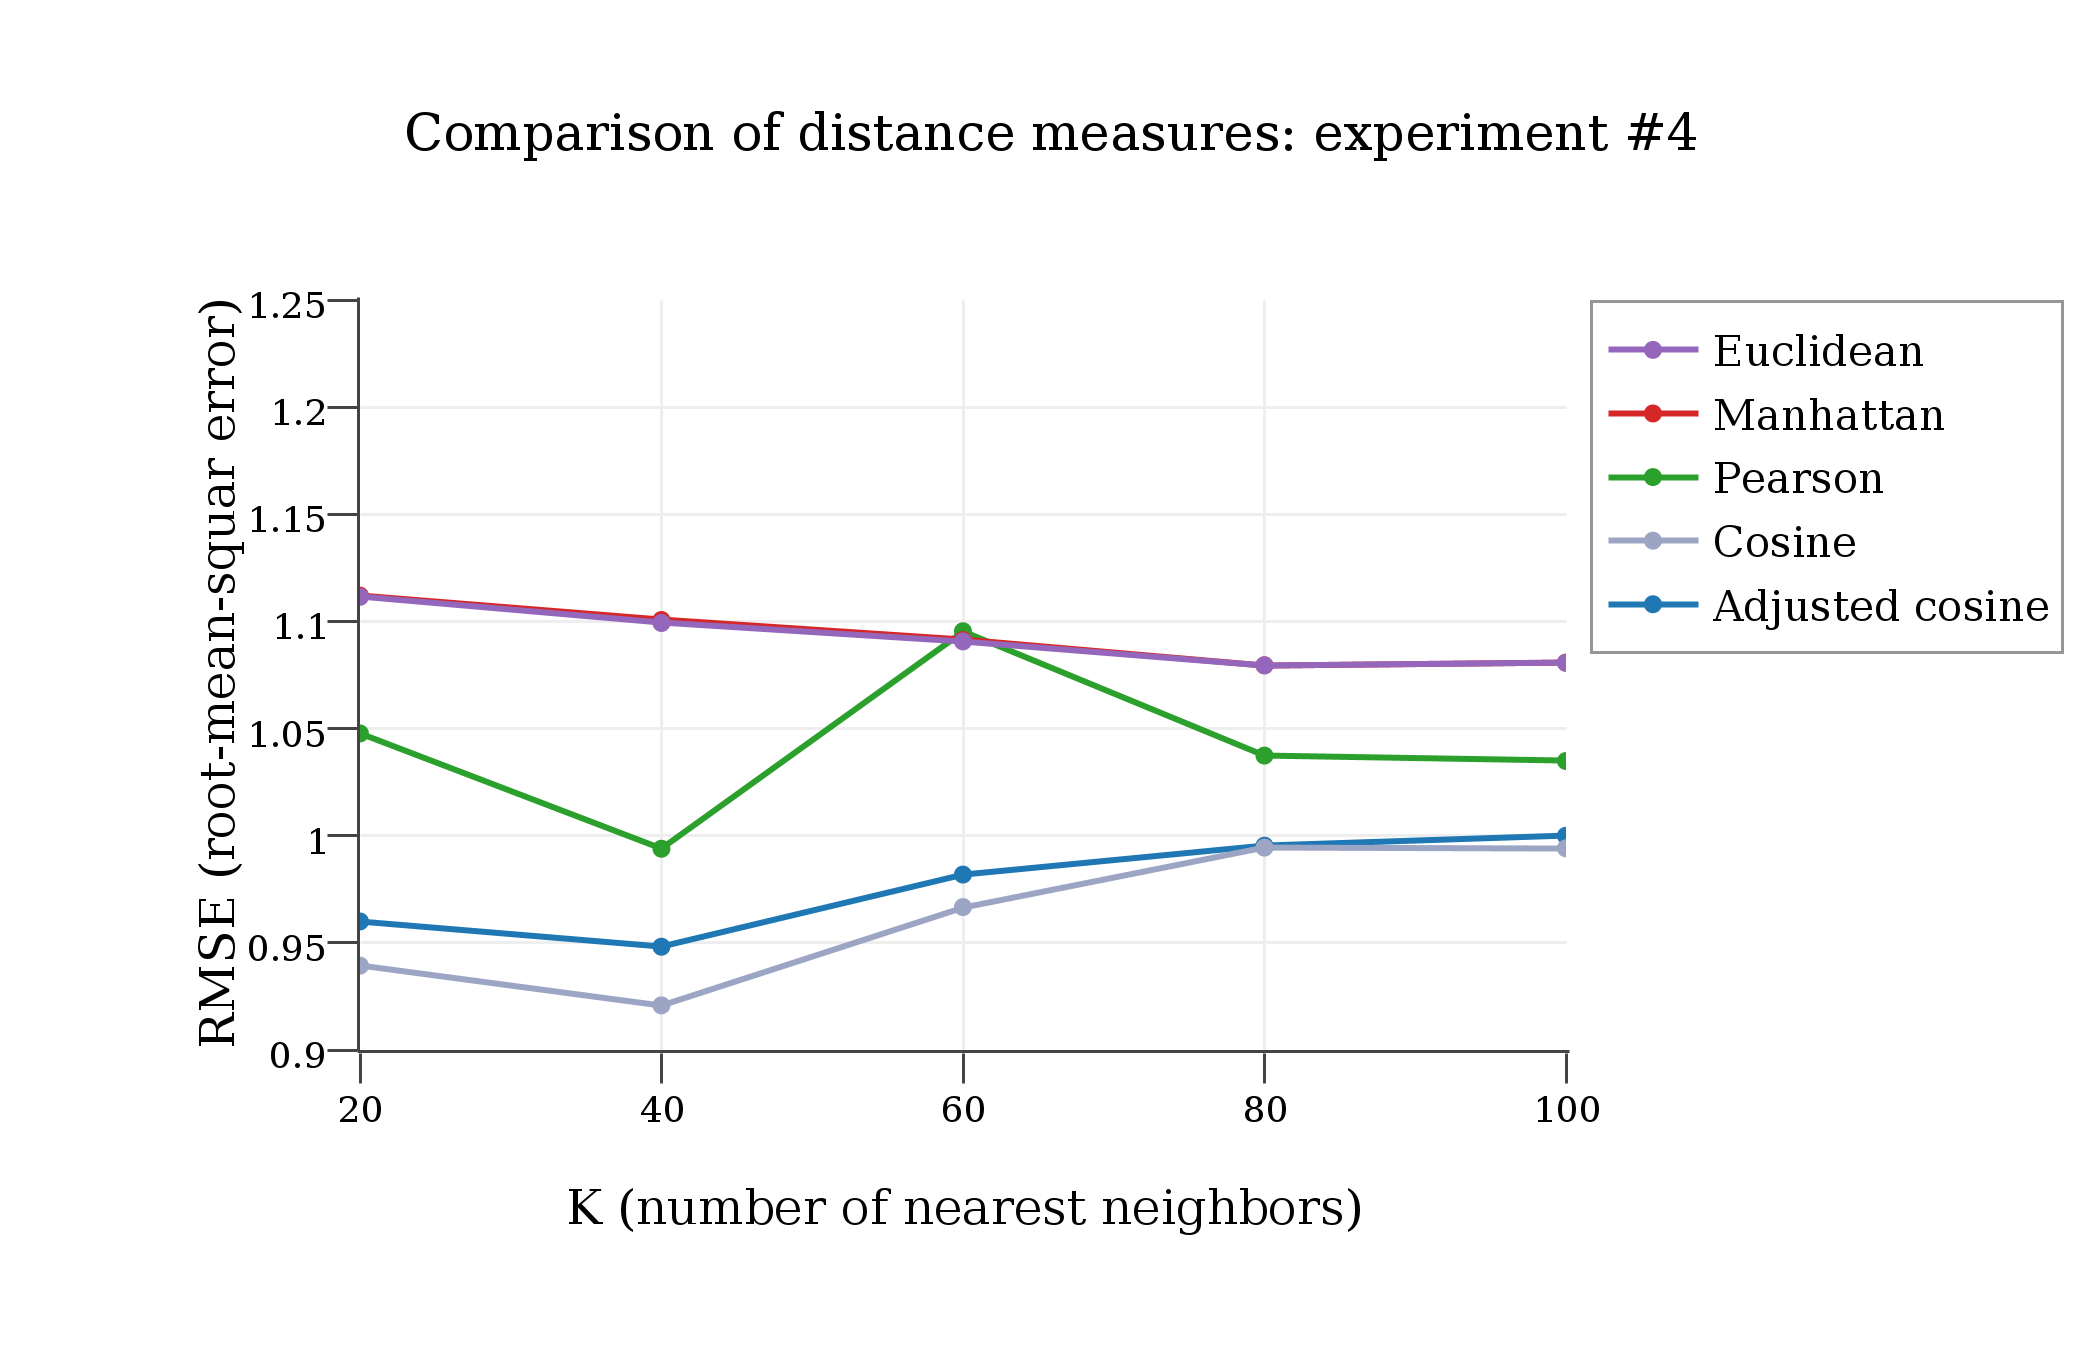 Comparison of distance measures: experiment #4
RMSE (root-mean-squar error)
1.25
1.2
1.15
1.1
1.05
1
0.95
0.9
20
40
60
80
100
K (number of nearest neighbors)
Euclidean
Manhattan
Pearson
Cosine
Adjusted cosine